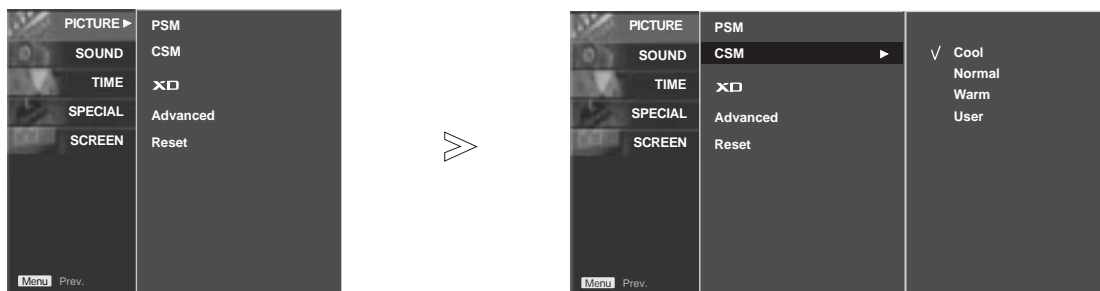 PICTURE ►
SOUND
TIME
SPECIAL
SCREEN
PSM
CSM
XD
Advanced
Reset
Menu Prev.
PICTURE
SOUND
TIME
SPECIAL
SCREEN
PSM
CSM ►
XD
Advanced
Reset
√ Cool
Normal
Warm
User
Menu Prev.